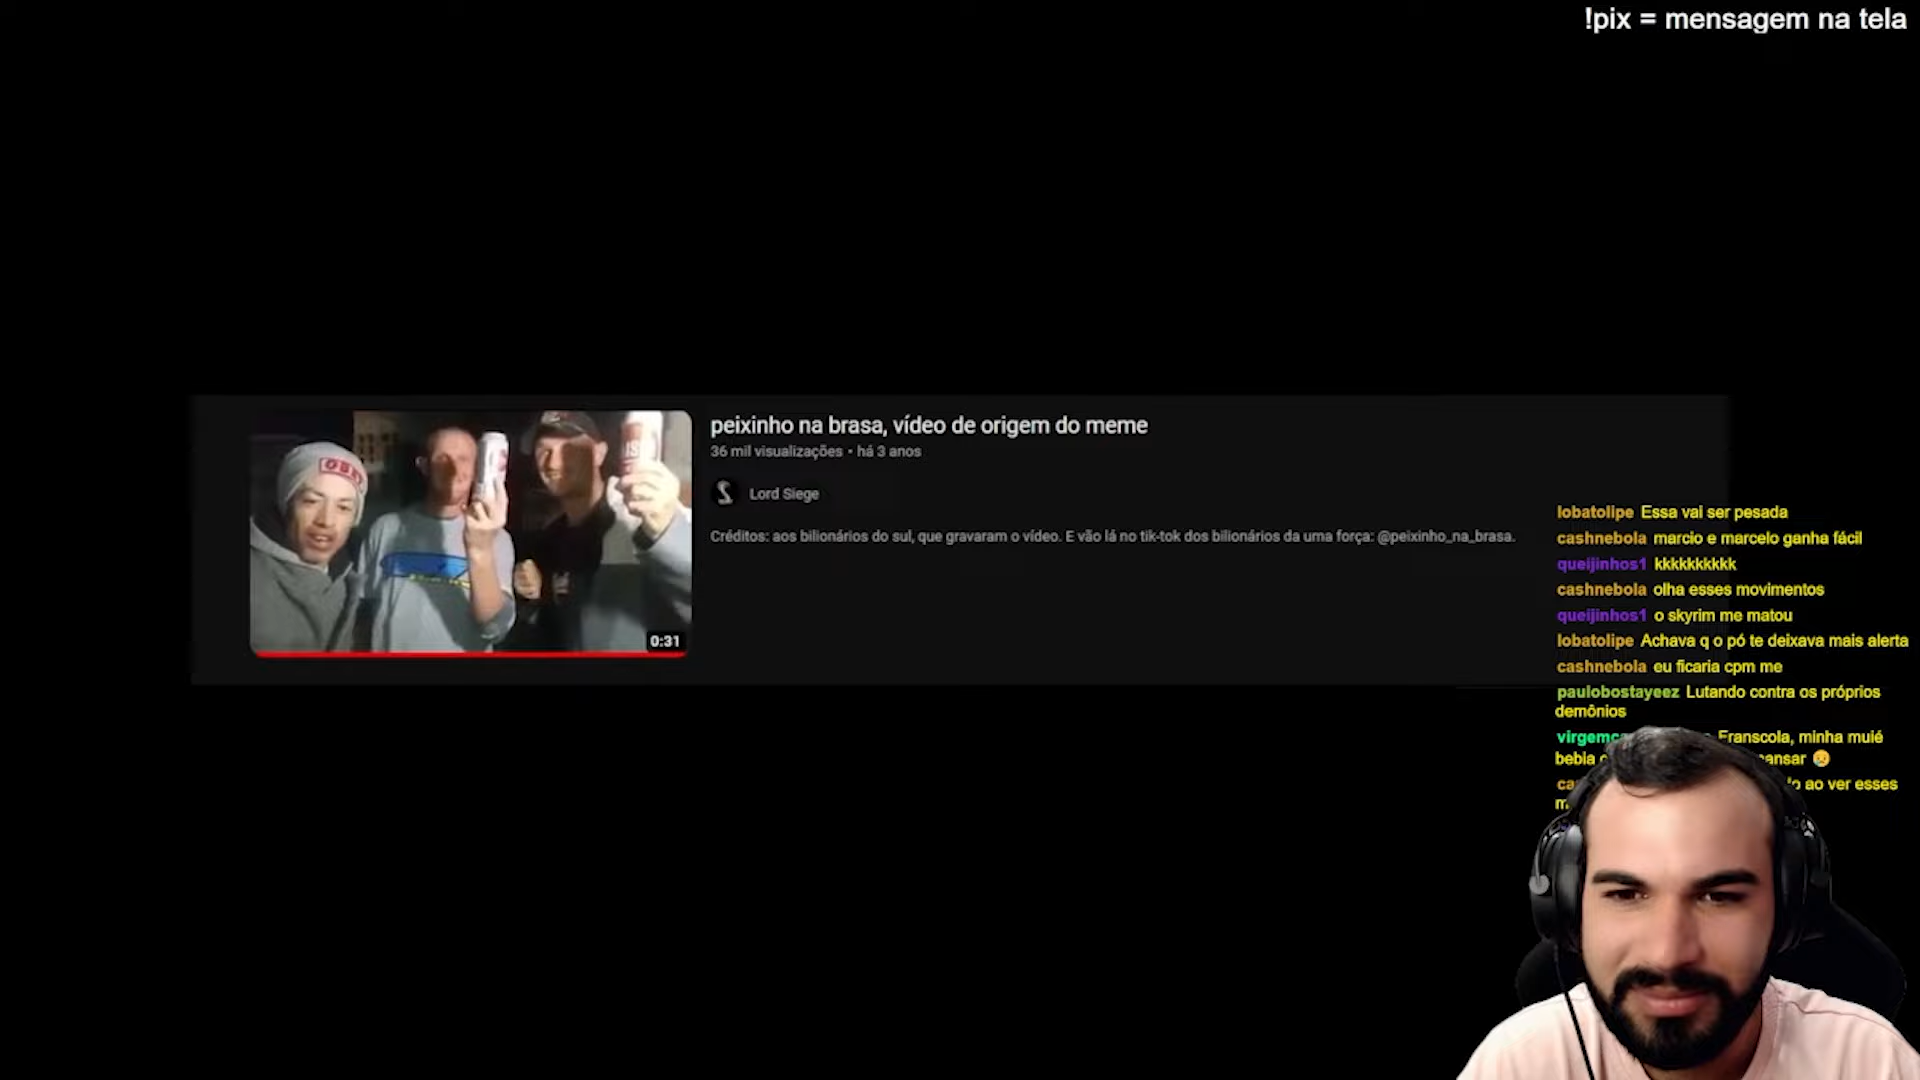 !pix = mensagem na tela
peixinho na brasa, vídeo de origem do meme
36 mil visualizações • há 3 anos
Lord Siege
Créditos: aos bilionários do sul, que gravaram o vídeo. E vão lá no tik-tok dos bilionários da uma força: @peixinho_na_brasa.
0:31
lobatolipe Essa vai ser pesada
cashnebola marcio e marcelo ganha fácil
queijinhos1 kkkkkkkkkk
cashnebola olha esses movimentos
queijinhos1 o skyrim me matou
lobatolipe Achava q o pó te deixava mais alerta
cashnebola eu ficaria cpm me
paulobostayeez Lutando contra os próprios
demônios
Franscola, minha muié
bebia
ao ver esses